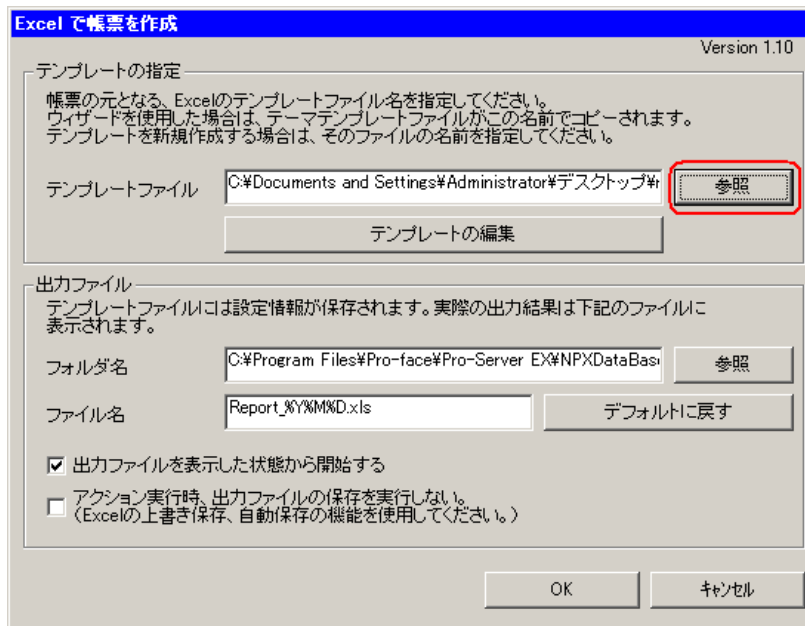 Excel で帳票を作成
Version 1.10
テンプレートの指定
帳票の元となる、Excelのテンプレートファイル名を指定してください。
ウィザードを使用した場合は、テーマテンプレートファイルがこの名前でコピーされます。
テンプレートを新規作成する場合は、そのファイルの名前を指定してください。
テンプレートファイル
C:¥Documents and Settings¥Administrator¥デスクトップ¥r
参照
テンプレートの編集
出力ファイル
テンプレートファイルには設定情報が保存されます。実際の出力結果は下記のファイルに
表示されます。
フォルダ名
C:¥Program Files¥Pro-face¥Pro-Server EX¥NPXDataBas
参照
ファイル名
Report_%Y%M%D.xls
デフォルトに戻す
出力ファイルを表示した状態から開始する
アクション実行時、出力ファイルの保存を実行しない。
（Excelの上書き保存、自動保存の機能を使用してください。）
OK
ｷｬﾝｾﾙ